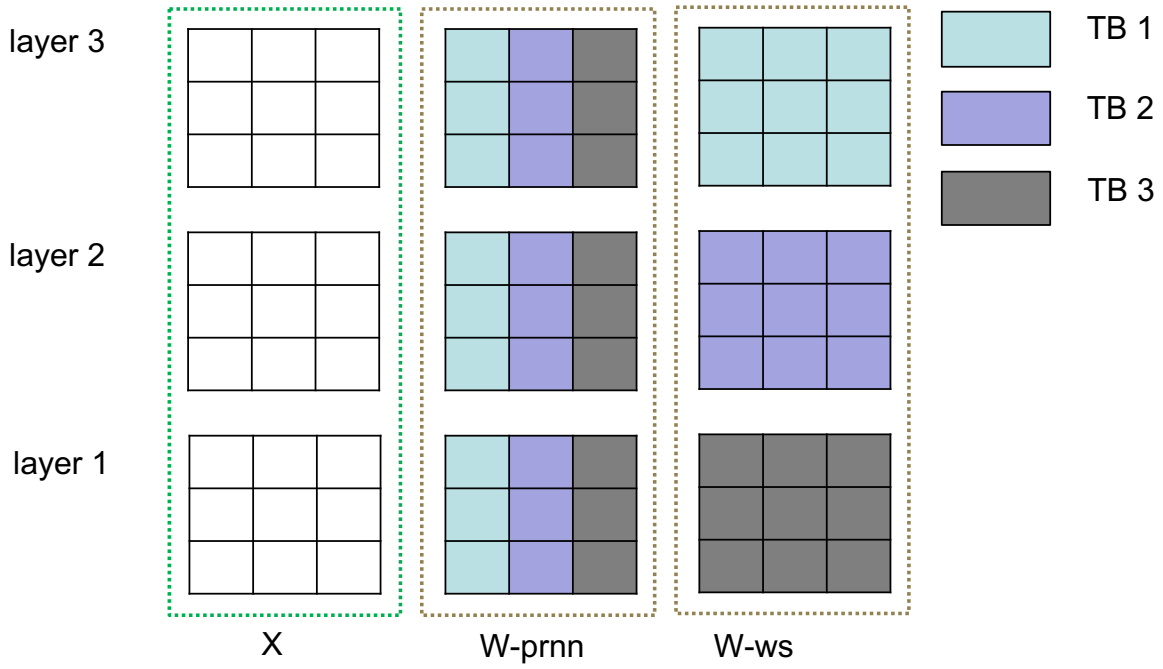 layer 3
layer 2
layer 1
TB 1
TB 2
TB 3
X
W-prnn
W-ws